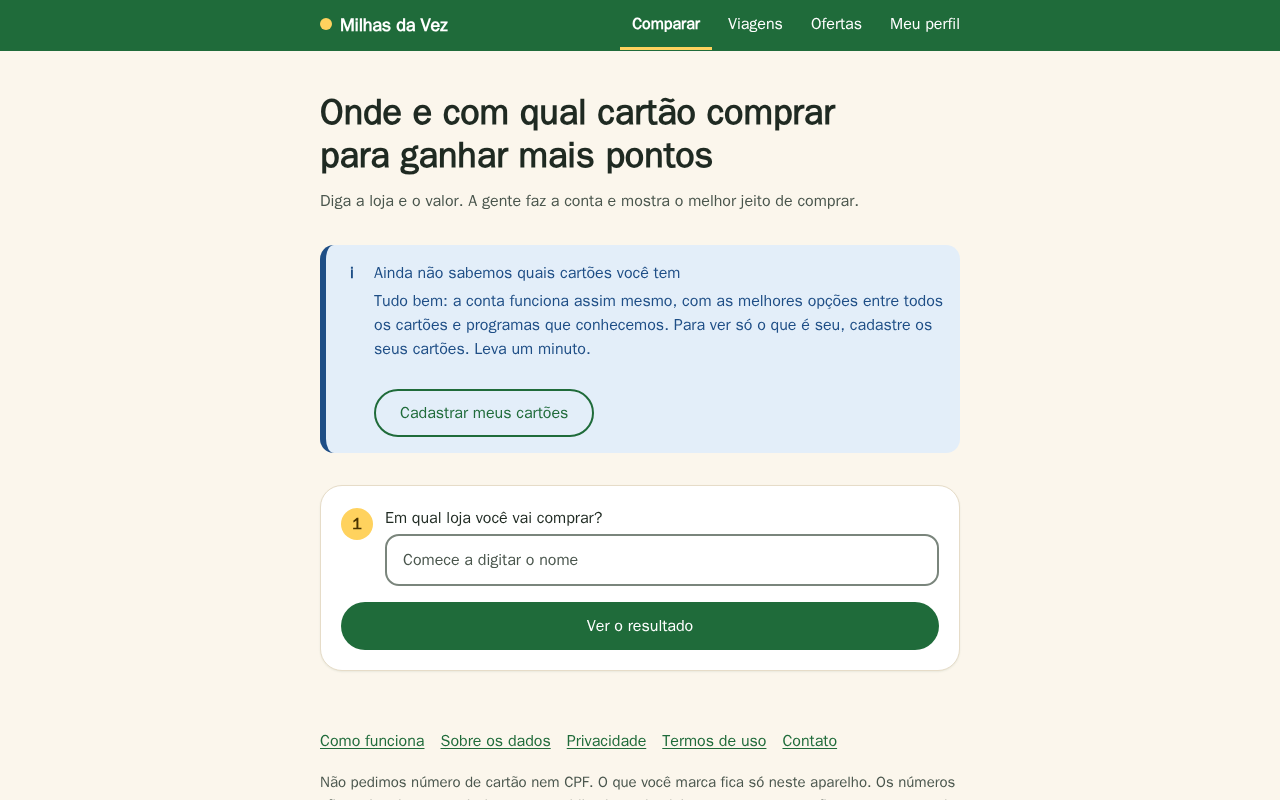 Milhas da Vez
Comparar
Viagens
Ofertas
Meu perfil
Onde e com qual cartão comprar
para ganhar mais pontos
Diga a loja e o valor. A gente faz a conta e mostra o melhor jeito de comprar.
i
Ainda não sabemos quais cartões você tem
Tudo bem: a conta funciona assim mesmo, com as melhores opções entre todos
os cartões e programas que conhecemos. Para ver só o que é seu, cadastre os
seus cartões. Leva um minuto.
Cadastrar meus cartões
1
Em qual loja você vai comprar?
Comece a digitar o nome
Ver o resultado
Como funciona
Sobre os dados
Privacidade
Termos de uso
Contato
Não pedimos número de cartão nem CPF. O que você marca fica só neste aparelho. Os números